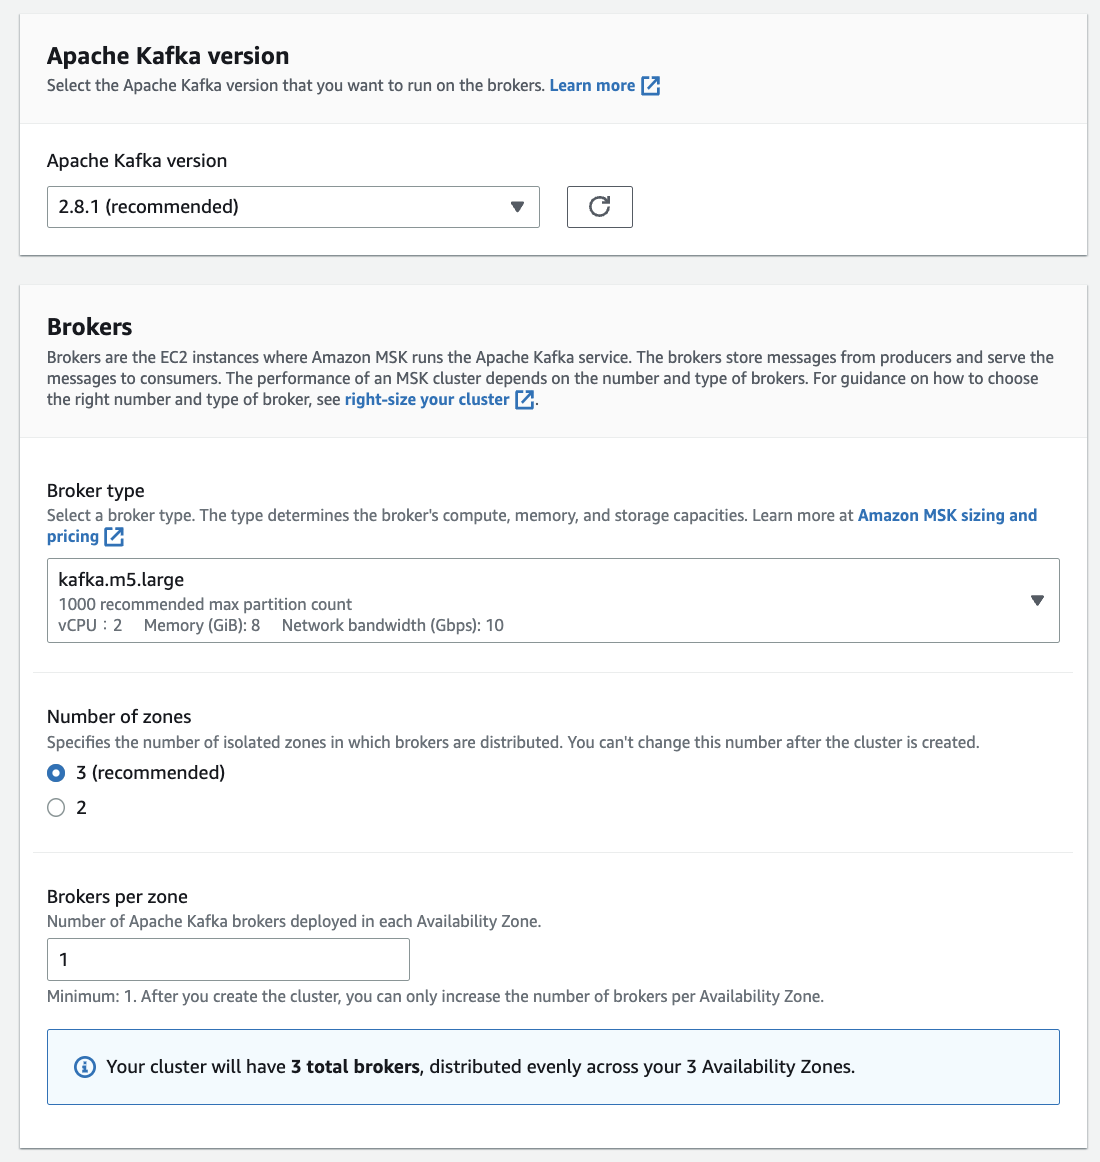 Apache Kafka version
Select the Apache Kafka version that you want to run on the brokers. Learn more
Apache Kafka version
2.8.1 (recommended)
Brokers
Brokers are the EC2 instances where Amazon MSK runs the Apache Kafka service. The brokers store messages from producers and serve the
messages to consumers. The performance of an MSK cluster depends on the number and type of brokers. For guidance on how to choose
the right number and type of broker, see right-size your cluster.
Broker type
Select a broker type. The type determines the broker's compute, memory, and storage capacities. Learn more at Amazon MSK sizing and
pricing
kafka.m5.large
1000 recommended max partition count
vCPU : 2 Memory (GiB): 8 Network bandwidth (Gbps): 10
Number of zones
Specifies the number of isolated zones in which brokers are distributed. You can't change this number after the cluster is created.
3 (recommended)
2
Brokers per zone
Number of Apache Kafka brokers deployed in each Availability Zone.
1
Minimum: 1. After you create the cluster, you can only increase the number of brokers per Availability Zone.
Your cluster will have 3 total brokers, distributed evenly across your 3 Availability Zones.